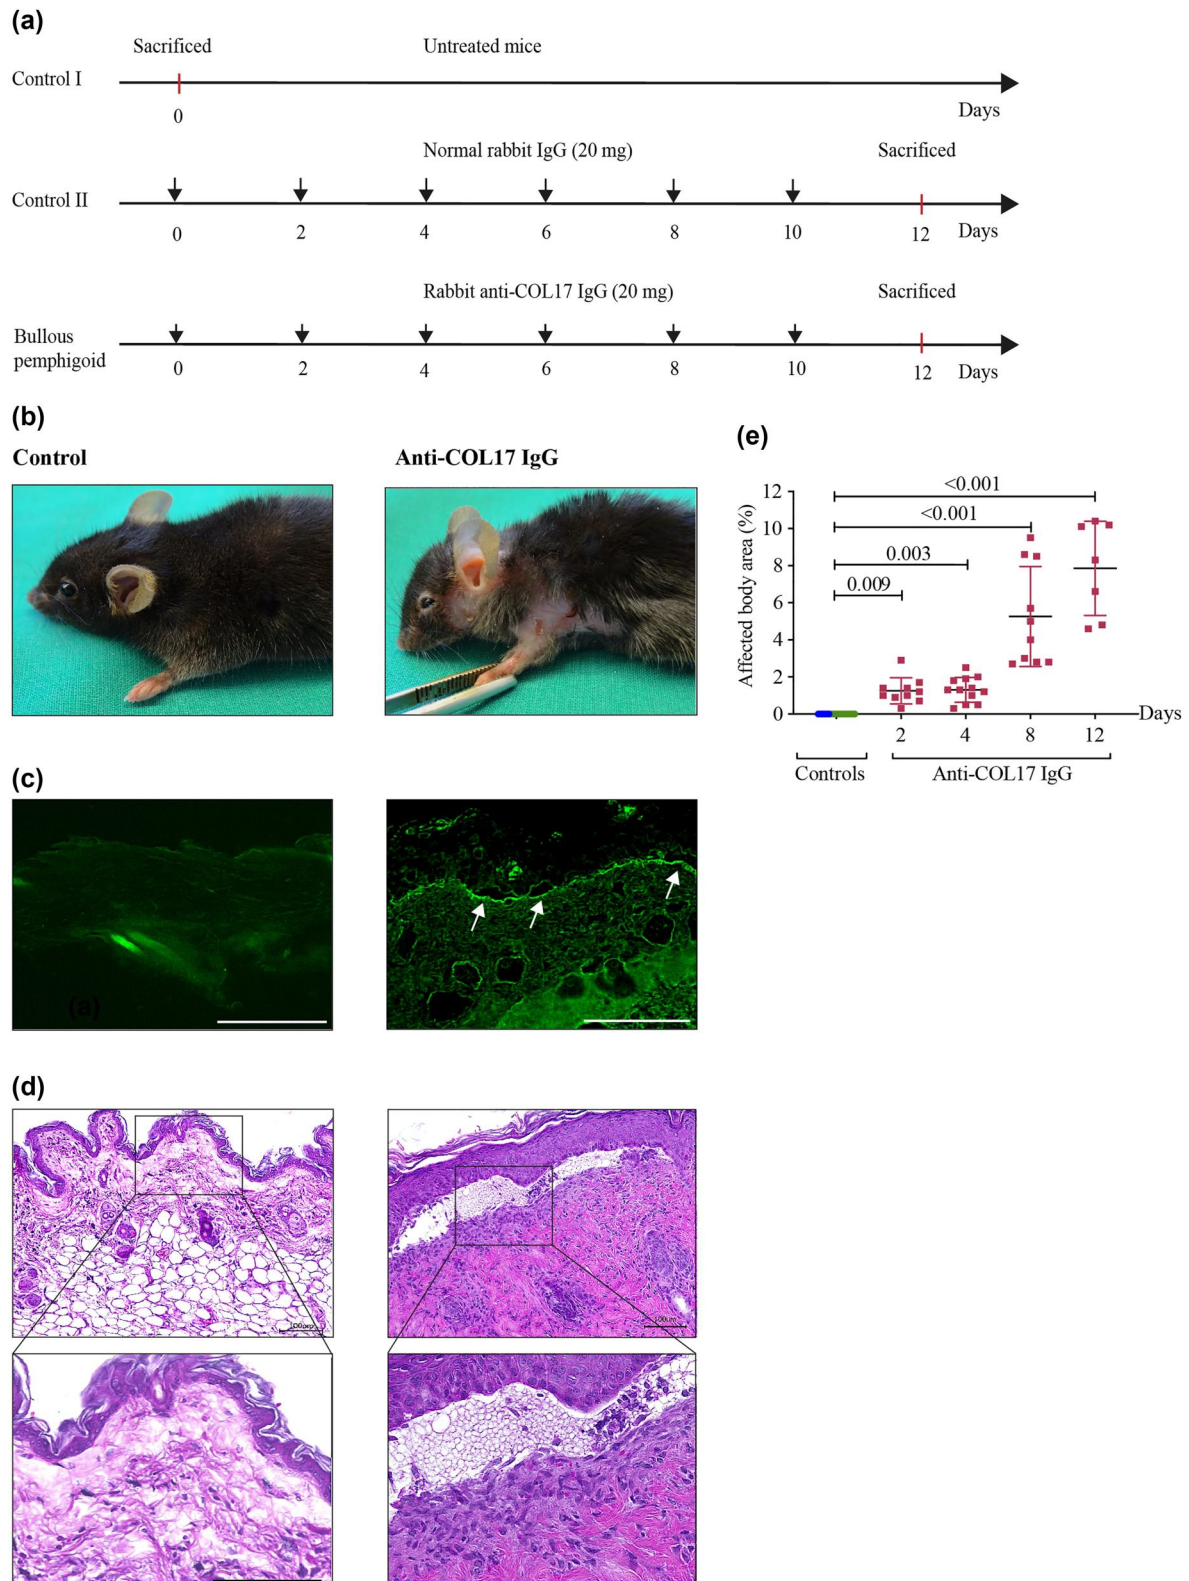 (a)
Sacrificed Untreated mice
Control I
0 Days
Normal rabbit IgG (20 mg) Sacrificed
Control II
0 2 4 6 8 10 12 Days
Rabbit anti-COL17 IgG (20 mg) Sacrificed
Bullous
pemphigoid
0 2 4 6 8 10 12 Days
(b)
Control Anti-COL17 IgG
(c)
(a)
(d)
100µm
100µm
(e)
Affected body area (%)
12
10
8
6
4
2
0
<0.001
<0.001
0.003
0.009
2 4 8 12 Days
Controls Anti-COL17 IgG